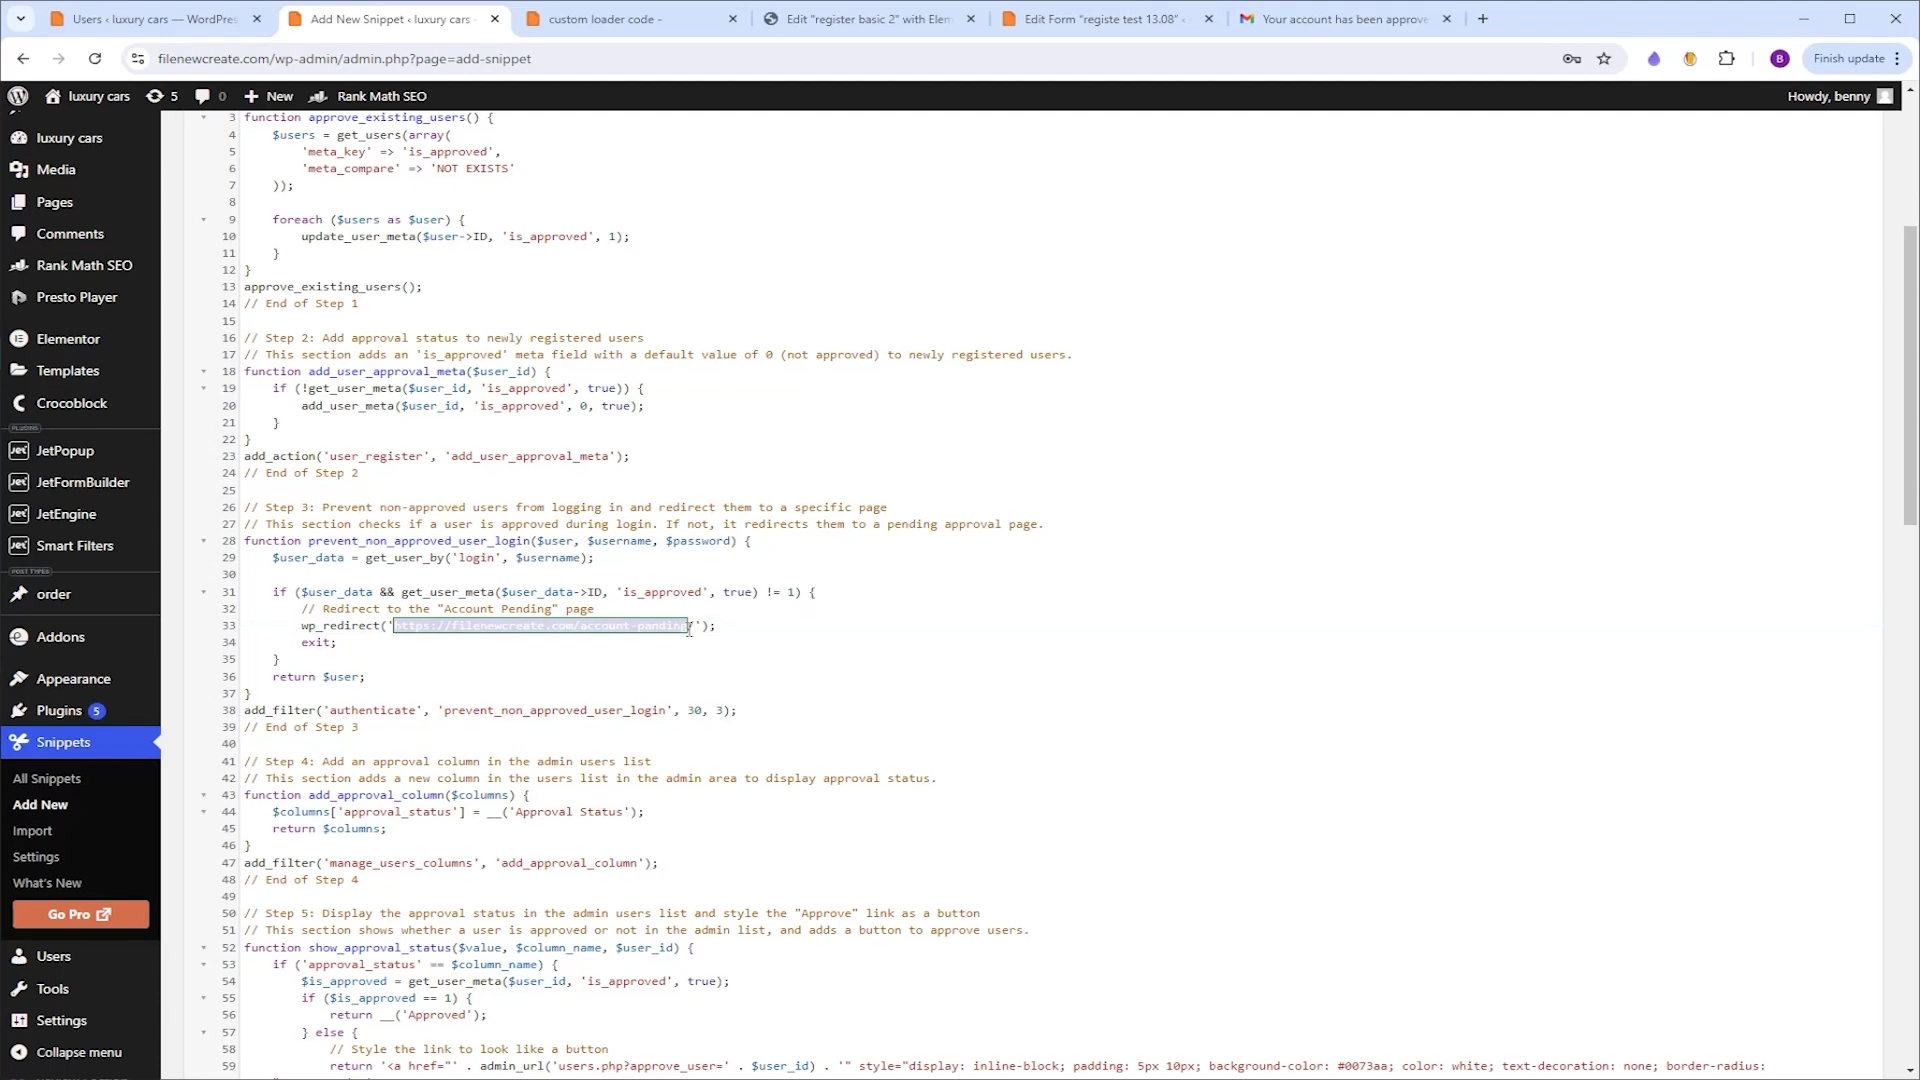 Users ‹ luxury cars — WordPres
Add New Snippet ‹ luxury cars -
custom loader code -
Edit "register basic 2" with Elem
Edit Form "registe test 13.08" ‹
Your account has been approve
filenewcreate.com/wp-admin/admin.php?page=add-snippet
B
Finish update
luxury cars
5
0
New
Rank Math SEO
Howdy, benny
luxury cars
Media
Pages
Comments
Rank Math SEO
Presto Player
Elementor
Templates
Crocoblock
PLUGINS
JetPopup
JetFormBuilder
JetEngine
Smart Filters
POST TYPES
order
Addons
Appearance
Plugins 5
Snippets
All Snippets
Add New
Import
Settings
What's New
Go Pro
Users
Tools
Settings
Collapse menu
3 function approve_existing_users() {
4 $users = get_users(array(
5 'meta_key' => 'is_approved',
6 'meta_compare' => 'NOT EXISTS'
7 ));
8
9 foreach ($users as $user) {
10 update_user_meta($user->ID, 'is_approved', 1);
11 }
12 }
13 approve_existing_users();
14 // End of Step 1
15
16 // Step 2: Add approval status to newly registered users
17 // This section adds an 'is_approved' meta field with a default value of 0 (not approved) to newly registered users.
18 function add_user_approval_meta($user_id) {
19 if (!get_user_meta($user_id, 'is_approved', true)) {
20 add_user_meta($user_id, 'is_approved', 0, true);
21 }
22 }
23 add_action('user_register', 'add_user_approval_meta');
24 // End of Step 2
25
26 // Step 3: Prevent non-approved users from logging in and redirect them to a specific page
27 // This section checks if a user is approved during login. If not, it redirects them to a pending approval page.
28 function prevent_non_approved_user_login($user, $username, $password) {
29 $user_data = get_user_by('login', $username);
30
31 if ($user_data && get_user_meta($user_data->ID, 'is_approved', true) != 1) {
32 // Redirect to the "Account Pending" page
33 wp_redirect('https://filenewcreate.com/account-panding/');
34 exit;
35 }
36 return $user;
37 }
38 add_filter('authenticate', 'prevent_non_approved_user_login', 30, 3);
39 // End of Step 3
40
41 // Step 4: Add an approval column in the admin users list
42 // This section adds a new column in the users list in the admin area to display approval status.
43 function add_approval_column($columns) {
44 $columns['approval_status'] = __('Approval Status');
45 return $columns;
46 }
47 add_filter('manage_users_columns', 'add_approval_column');
48 // End of Step 4
49
50 // Step 5: Display the approval status in the admin users list and style the "Approve" link as a button
51 // This section shows whether a user is approved or not in the admin list, and adds a button to approve users.
52 function show_approval_status($value, $column_name, $user_id) {
53 if ('approval_status' == $column_name) {
54 $is_approved = get_user_meta($user_id, 'is_approved', true);
55 if ($is_approved == 1) {
56 return __('Approved');
57 } else {
58 // Style the link to look like a button
59 return '<a href="' . admin_url('users.php?approve_user=' . $user_id) . '" style="display: inline-block; padding: 5px 10px; background-color: #0073aa; color: white; text-decoration: none; border-radius: